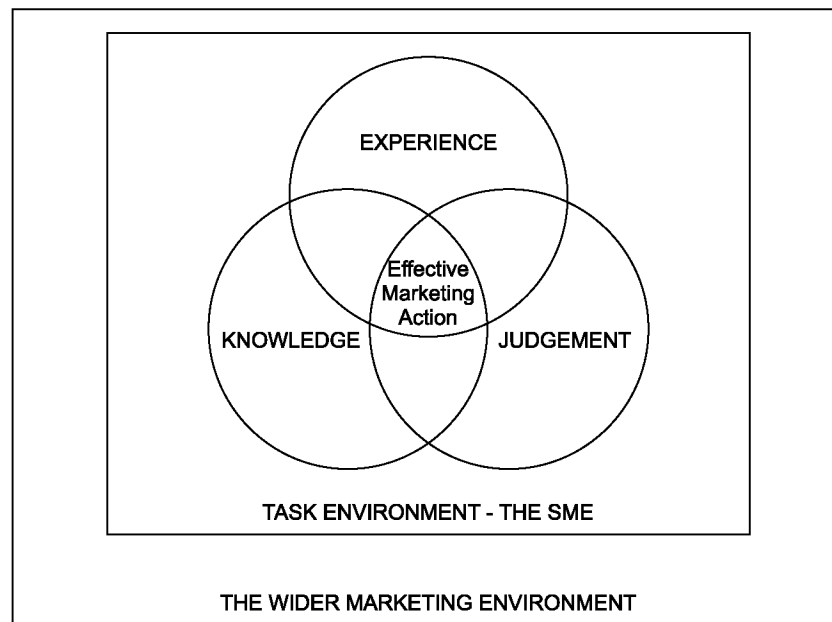 EXPERIENCE
Effective
Marketing
Action
KNOWLEDGE
JUDGEMENT
TASK ENVIRONMENT - THE SME
THE WIDER MARKETING ENVIRONMENT